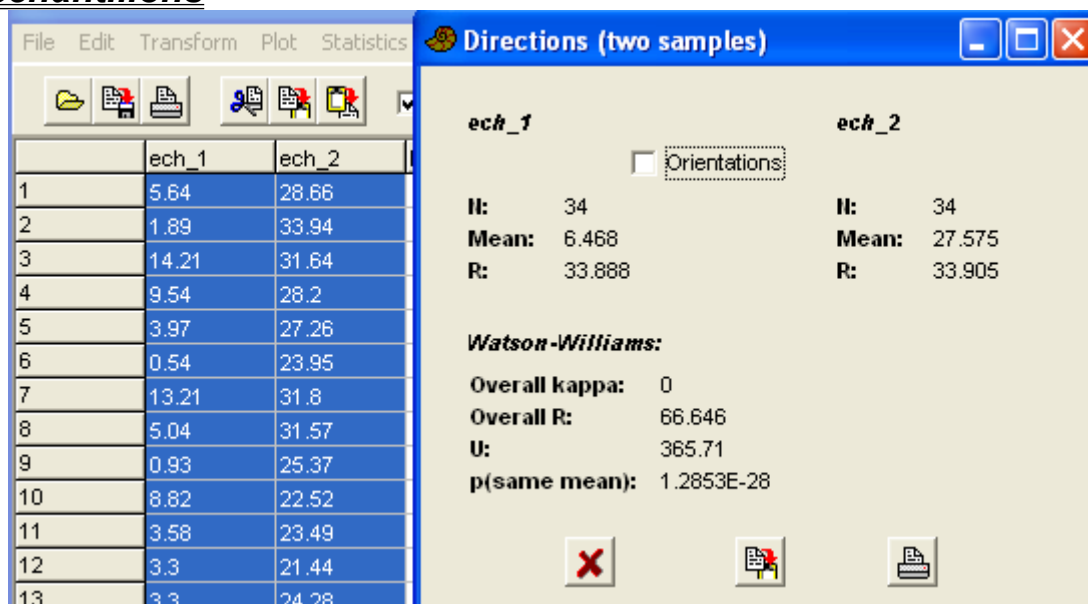 échantillons
File Edit Transform Plot Statistics
ech_1 ech_2
1 5.64 28.66
2 1.89 33.94
3 14.21 31.64
4 9.54 28.2
5 3.97 27.26
6 0.54 23.95
7 13.21 31.8
8 5.04 31.57
9 0.93 25.37
10 8.82 22.52
11 3.58 23.49
12 3.3 21.44
13 3.3 24.28
Directions (two samples)
ech_1 ech_2
Orientations
N: 34 N: 34
Mean: 6.468 Mean: 27.575
R: 33.888 R: 33.905
Watson-Williams:
Overall kappa: 0
Overall R: 66.646
U: 365.71
p(same mean): 1.2853E-28